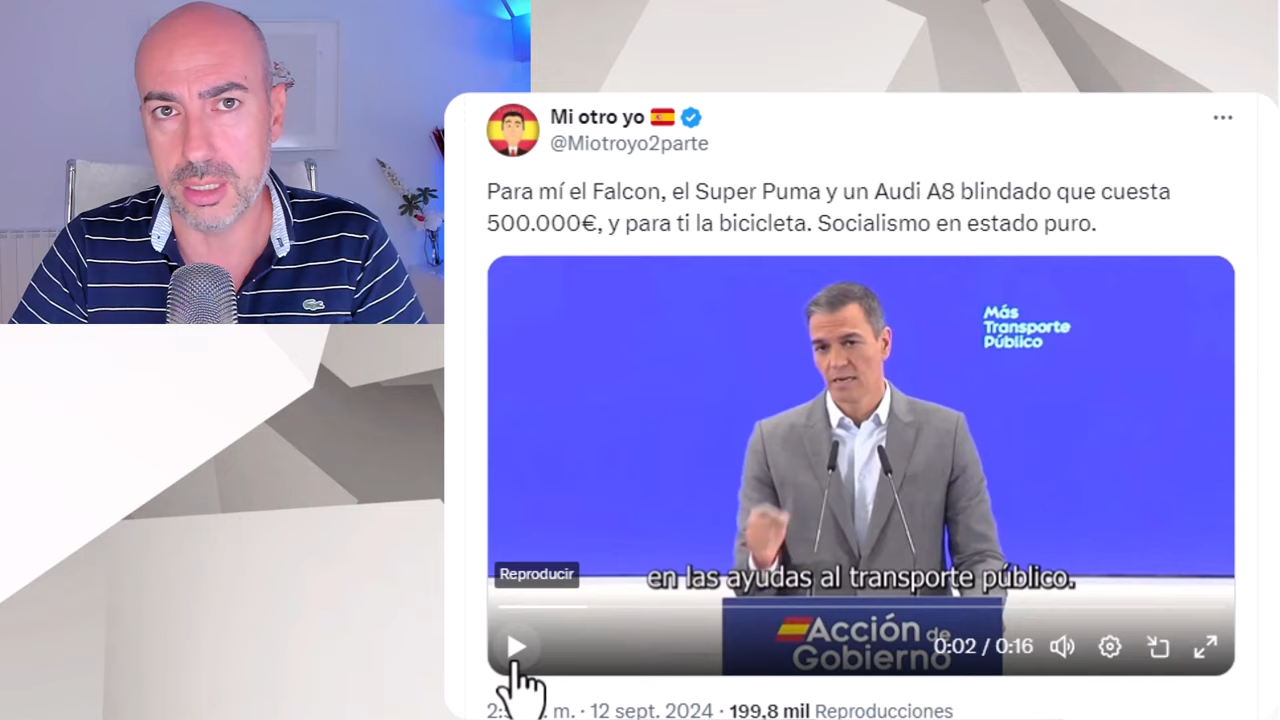 Mi otro yo
@Miotroyo2parte
Para mí el Falcon, el Super Puma y un Audi A8 blindado que cuesta
500.000€, y para ti la bicicleta. Socialismo en estado puro.
Más
Transporte
Público
Reproducir
en las ayudas al transporte público.
Acción de
Gobierno
0:02 / 0:16
m. · 12 sept. 2024 · 199,8 mil Reproducciones